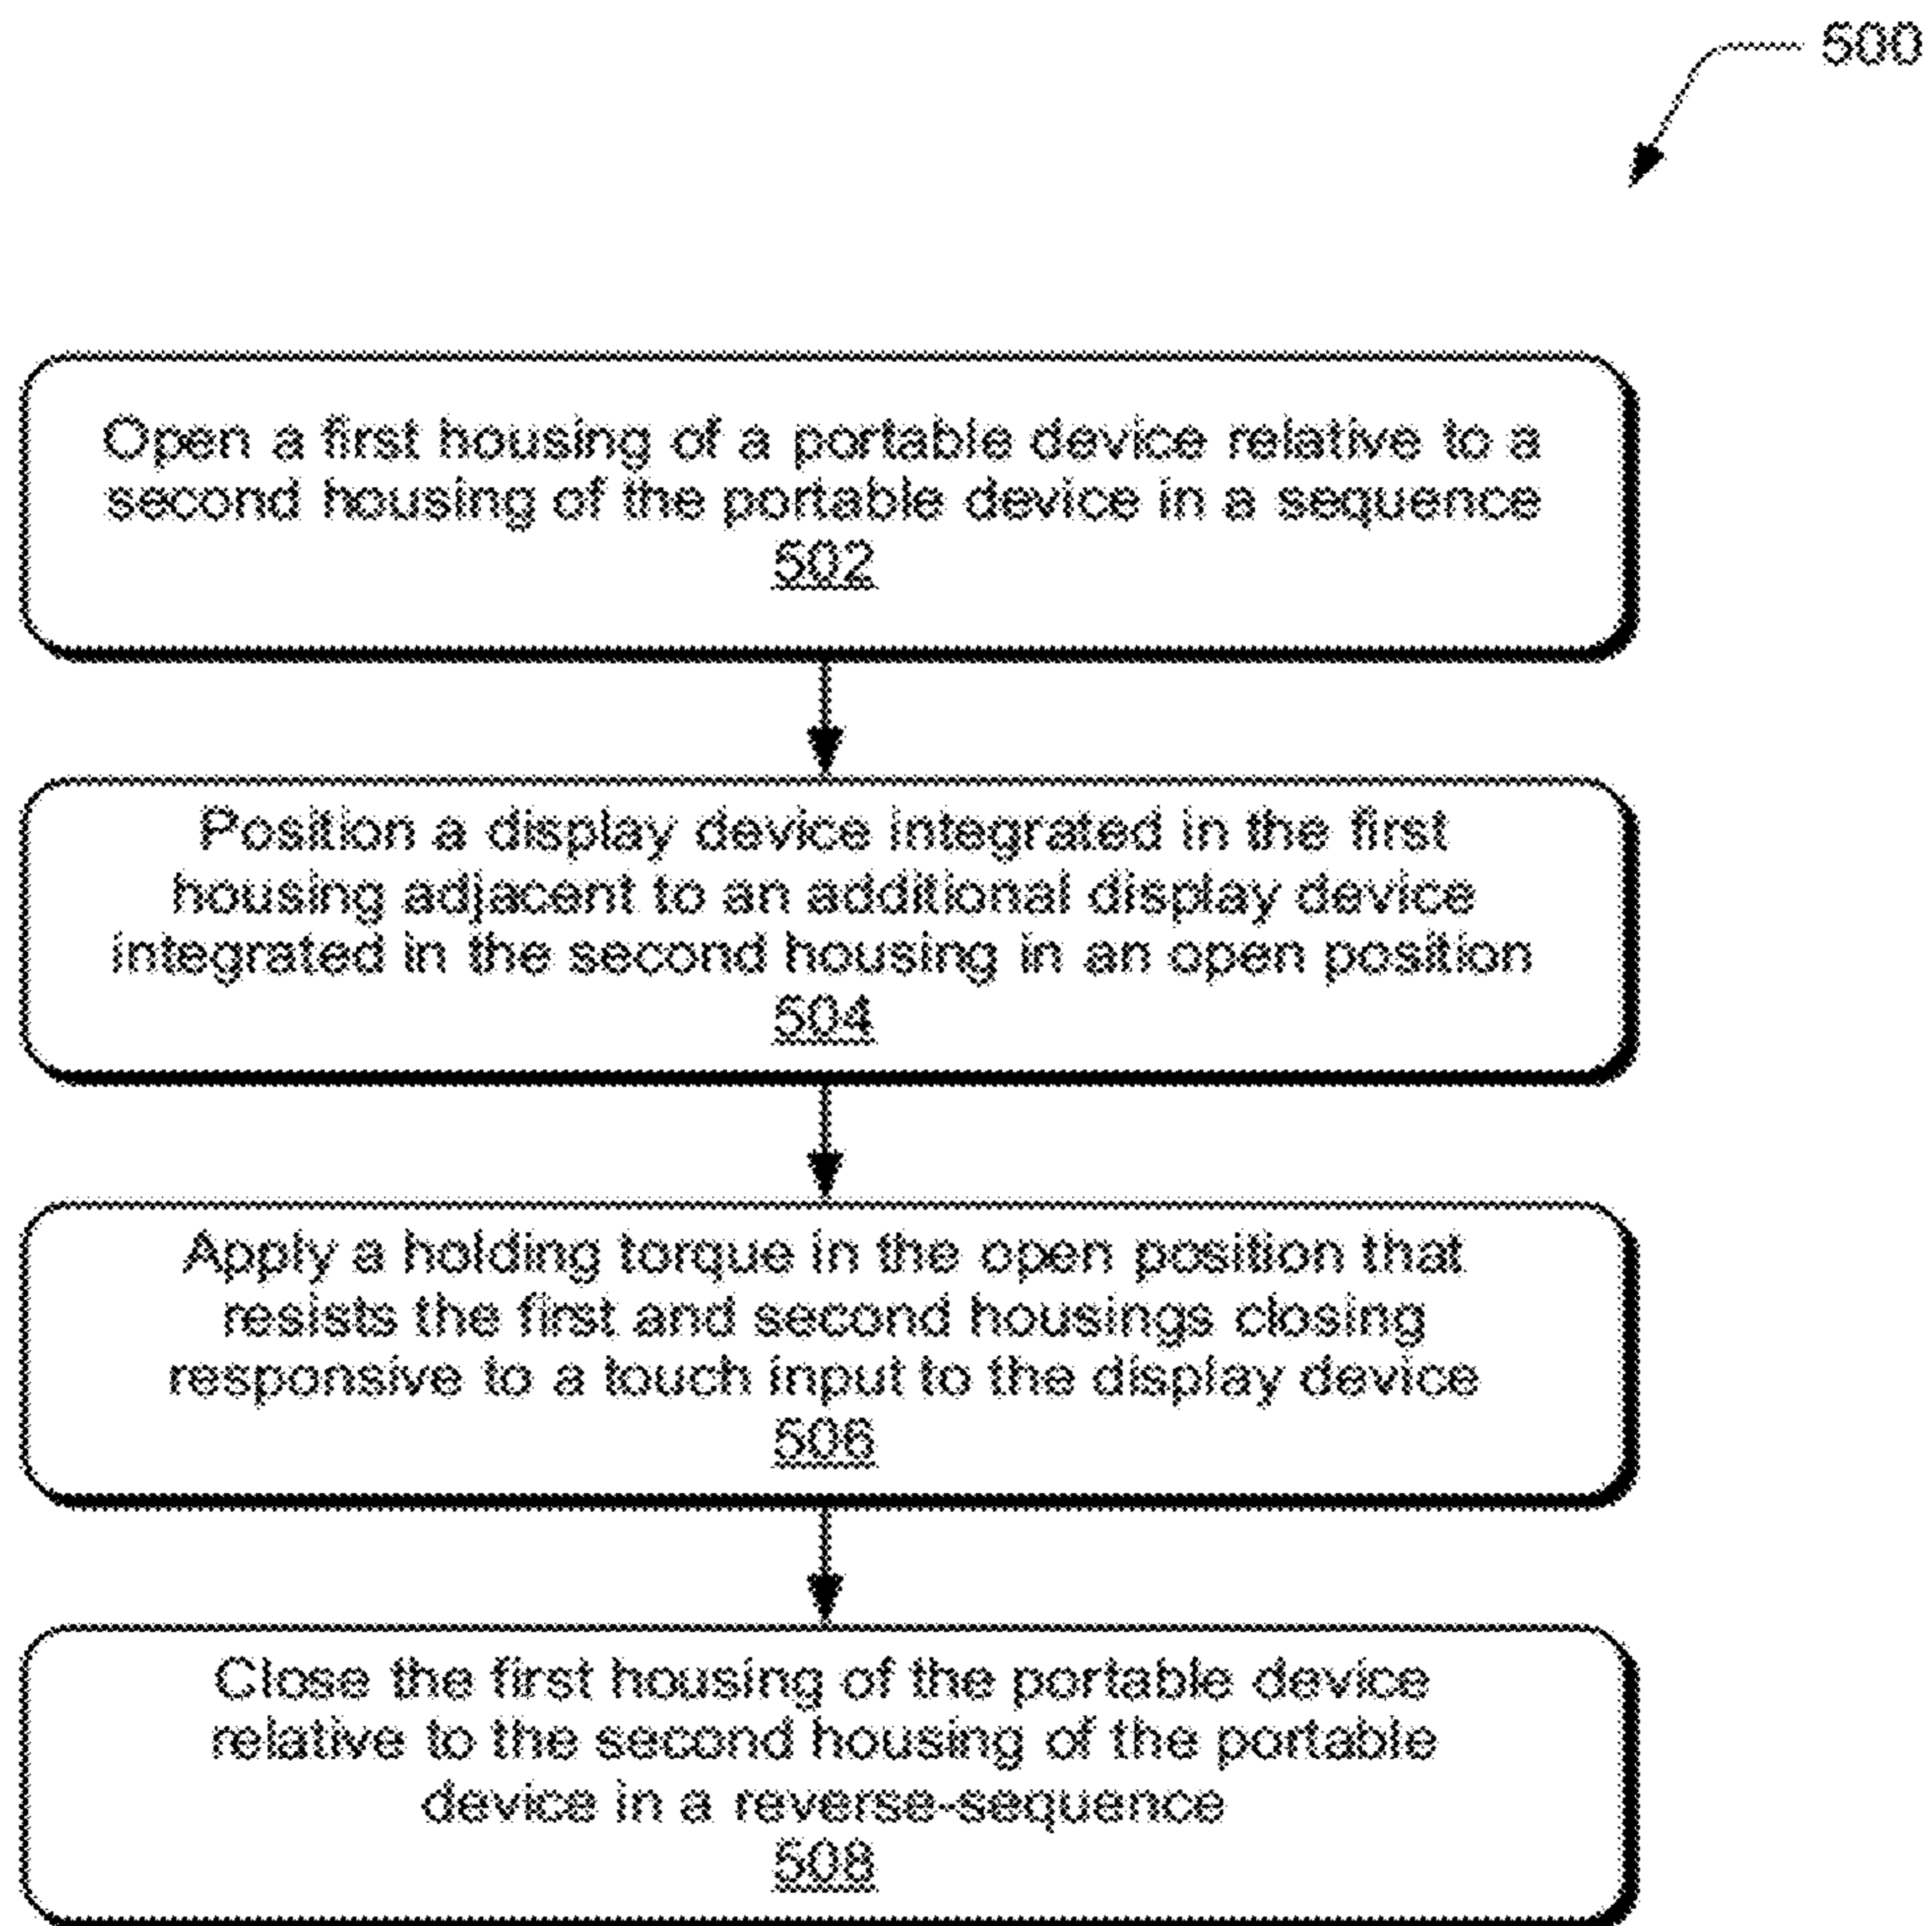 500
Open a first housing of a portable device relative to a
second housing of the portable device in a sequence
502
Position a display device integrated in the first
housing adjacent to an additional display device
integrated in the second housing in an open position
504
Apply a holding torque in the open position that
resists the first and second housings closing
responsive to a touch input to the display device
506
Close the first housing of the portable device
relative to the second housing of the portable
device in a reverse-sequence
508